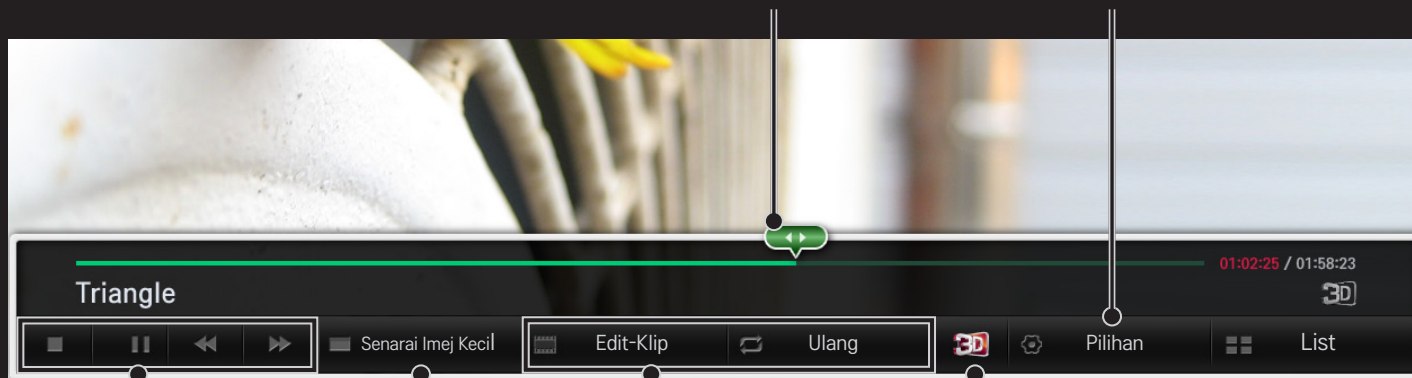 01:02:25 / 01:58:23
Triangle
3D
Senarai Imej Kecil
Edit-Klip
Ulang
3D
Pilihan
List